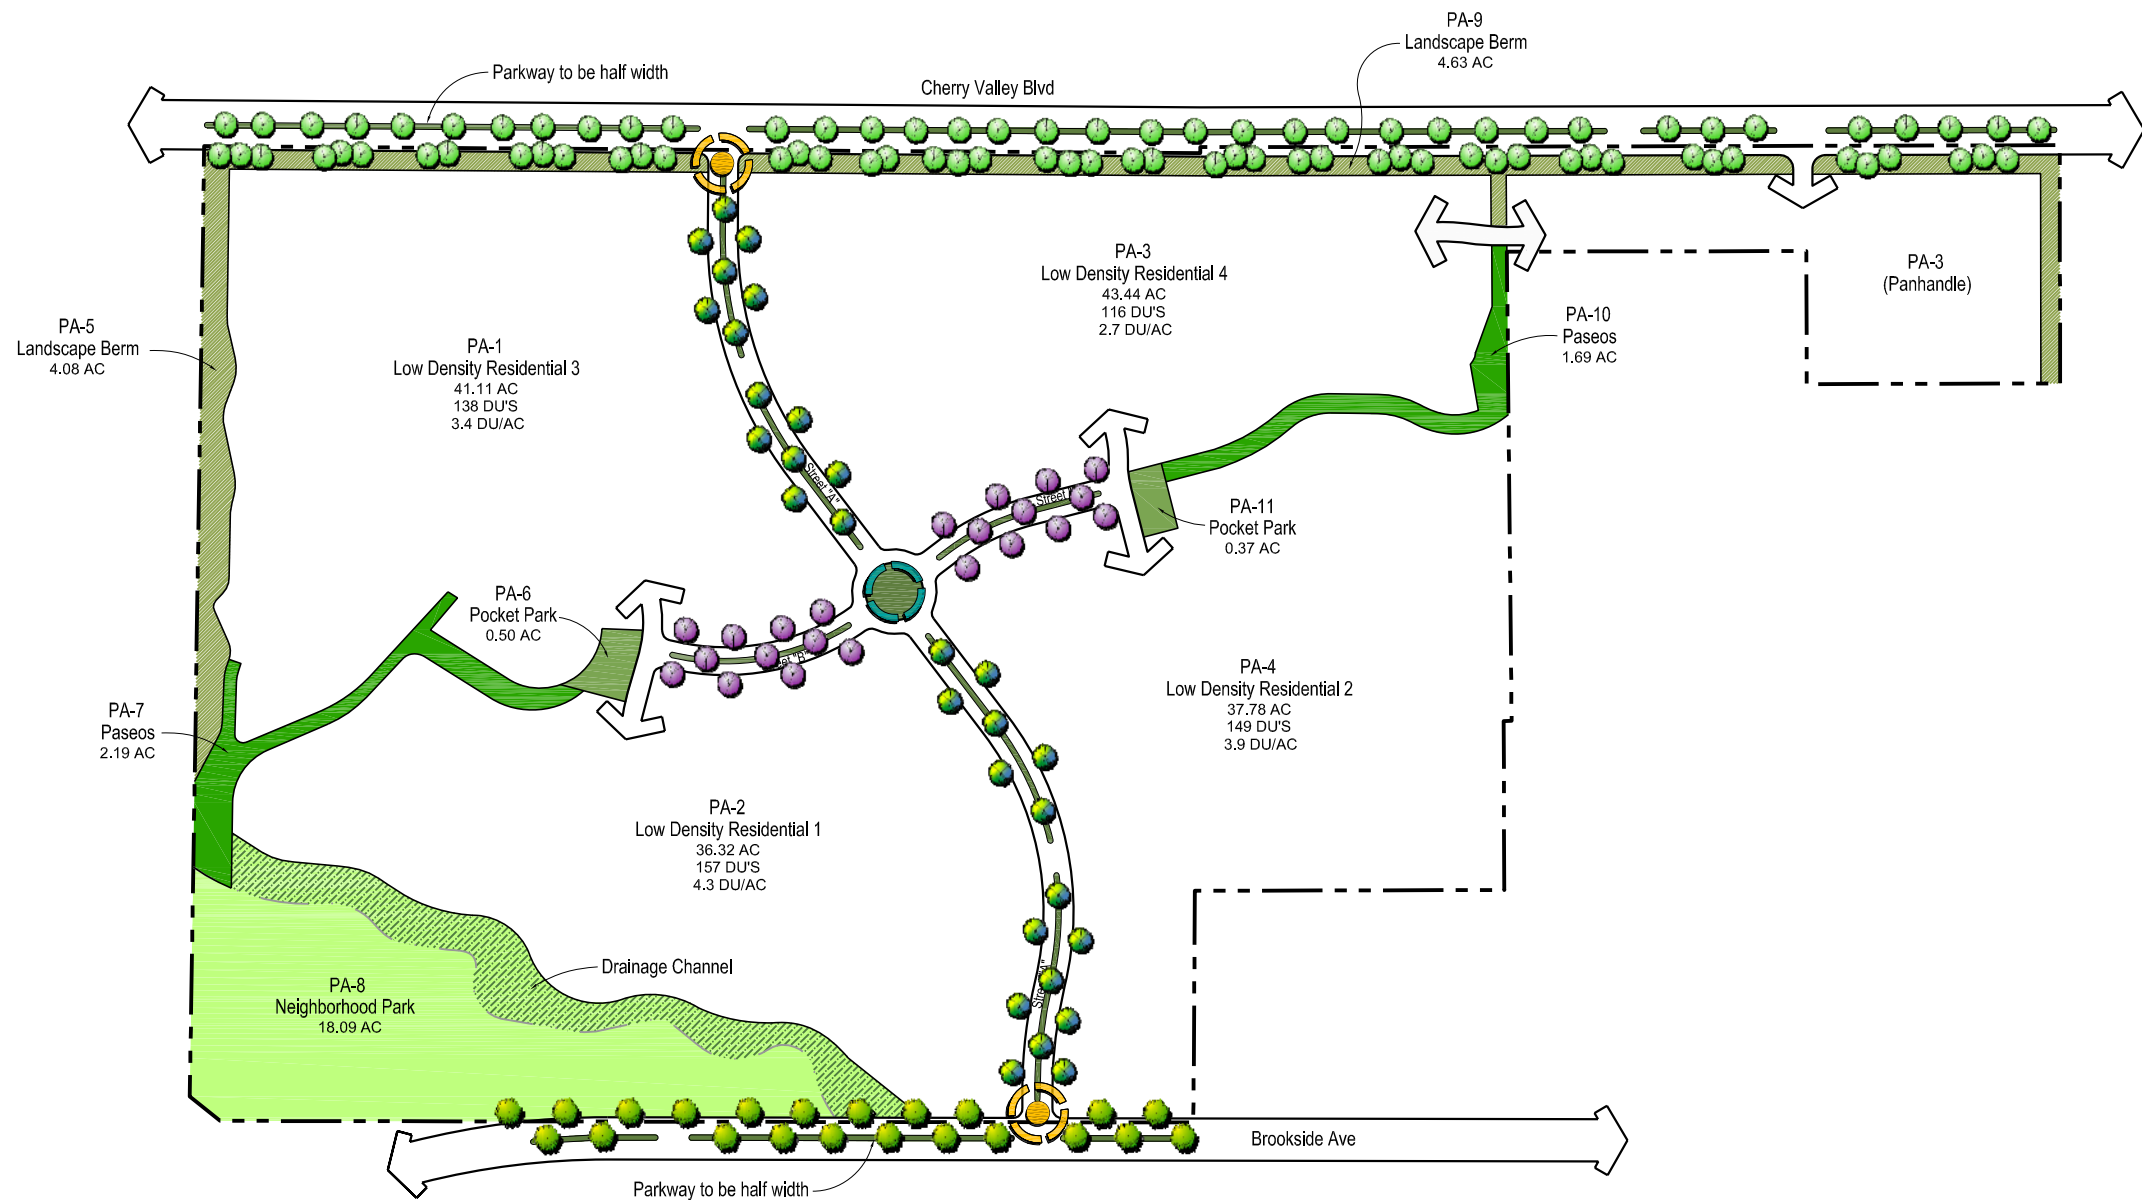 PA-9
Landscape Berm
4.63 AC
Parkway to be half width
Cherry Valley Blvd
PA-3
Low Density Residential 4
43.44 AC
116 DU'S
2.7 DU/AC
PA-3
(Panhandle)
PA-10
Paseos
1.69 AC
PA-5
Landscape Berm
4.08 AC
PA-1
Low Density Residential 3
41.11 AC
138 DU'S
3.4 DU/AC
Street "A"
Street
PA-11
Pocket Park
0.37 AC
PA-6
Pocket Park
0.50 AC
"B"
PA-4
Low Density Residential 2
37.78 AC
149 DU'S
3.9 DU/AC
PA-7
Paseos
2.19 AC
PA-2
Low Density Residential 1
36.32 AC
157 DU'S
4.3 DU/AC
Drainage Channel
PA-8
Neighborhood Park
18.09 AC
Street "A"
Brookside Ave
Parkway to be half width